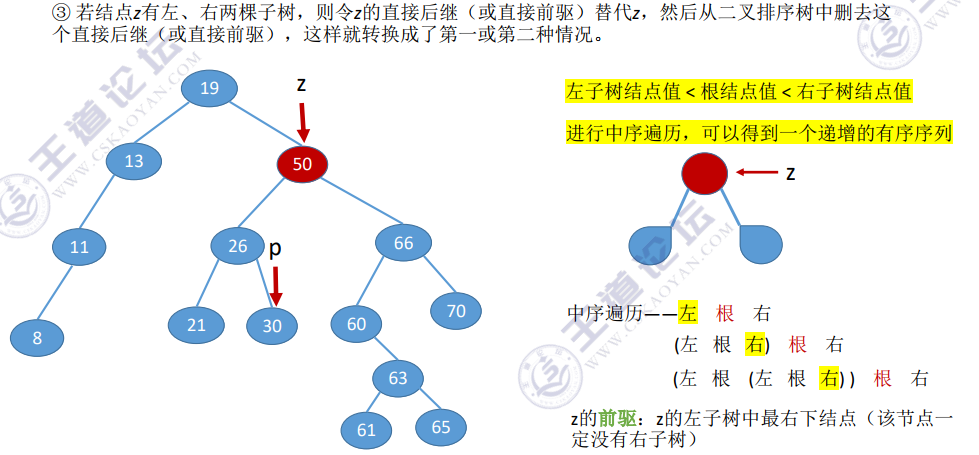 ③ 若结点z有左、右两棵子树，则令z的直接后继（或直接前驱）替代z，然后从二叉排序树中删去这
个直接后继（或直接前驱），这样就转换成了第一或第二种情况。
19
z
13
50
11
26
p
66
8
21
30
60
70
63
61
65
左子树结点值 < 根结点值 < 右子树结点值
进行中序遍历，可以得到一个递增的有序序列
z
中序遍历——左 根 右
(左 根 右) 根 右
(左 根 (左 根 右) ) 根 右
z的前驱：z的左子树中最右下结点（该节点一
定没有右子树）
王道论坛
WWW.CSKAOYAN.COM
王道论坛
WWW.CSKAOYAN.COM